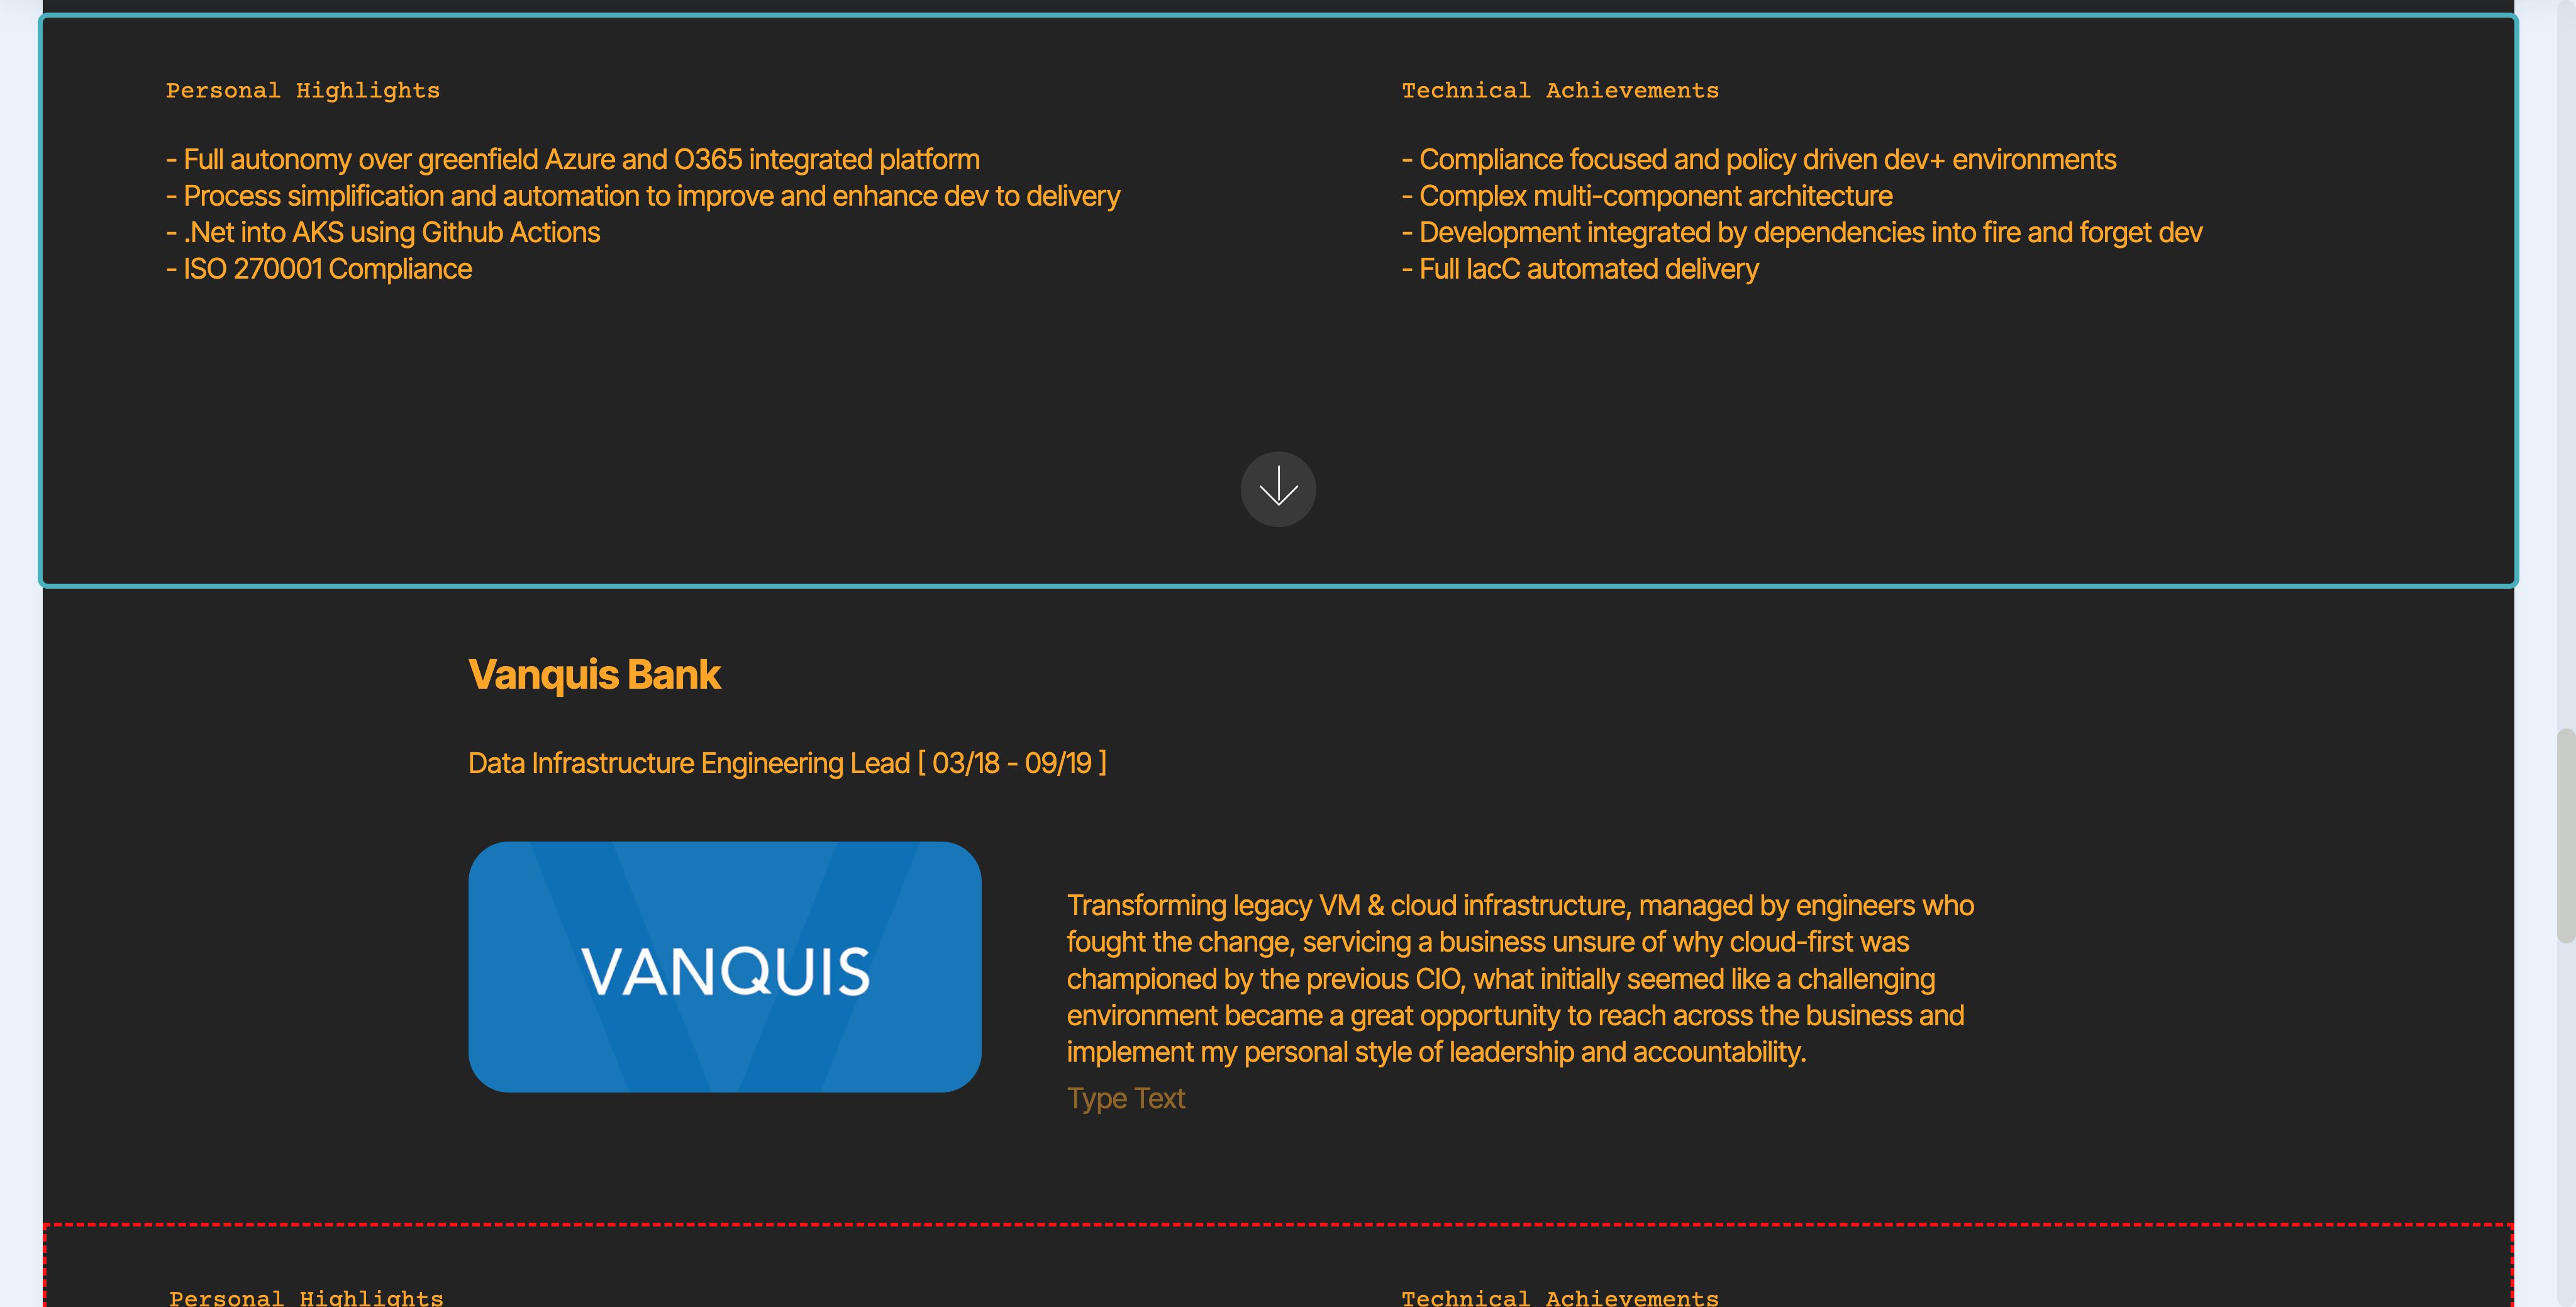 Personal Highlights
- Full autonomy over greenfield Azure and O365 integrated platform
- Process simplification and automation to improve and enhance dev to delivery
- .Net into AKS using Github Actions
- ISO 270001 Compliance
Technical Achievements
- Compliance focused and policy driven dev+ environments
- Complex multi-component architecture
- Development integrated by dependencies into fire and forget dev
- Full IacC automated delivery
Vanquis Bank
Data Infrastructure Engineering Lead [ 03/18 - 09/19 ]
VANQUIS
Transforming legacy VM & cloud infrastructure, managed by engineers who
fought the change, servicing a business unsure of why cloud-first was
championed by the previous CIO, what initially seemed like a challenging
environment became a great opportunity to reach across the business and
implement my personal style of leadership and accountability.
Type Text
Personal Highlights
Technical Achievements